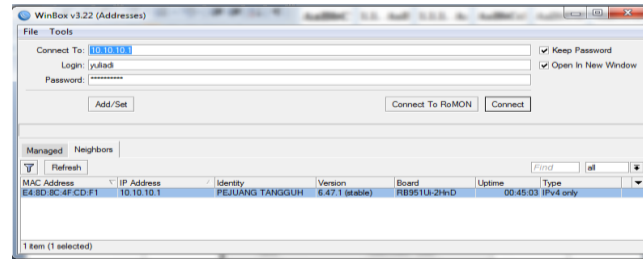 WinBox v3.22 (Addresses)
File Tools
Connect To: 10.10.10.1
Keep Password
Login: yuliadi
Open In New Window
Password: **********
Add/Set Connect To RoMON Connect
Managed Neighbors
Refresh Find all
MAC Address IP Address Identity Version Board Uptime Type
E4:8D:8C:4F:CD:F1 10.10.10.1 PEJUANG TANGGUH 6.47.1 (stable) RB951Ui-2HnD 00:45:03 IPv4 only
1 item (1 selected)